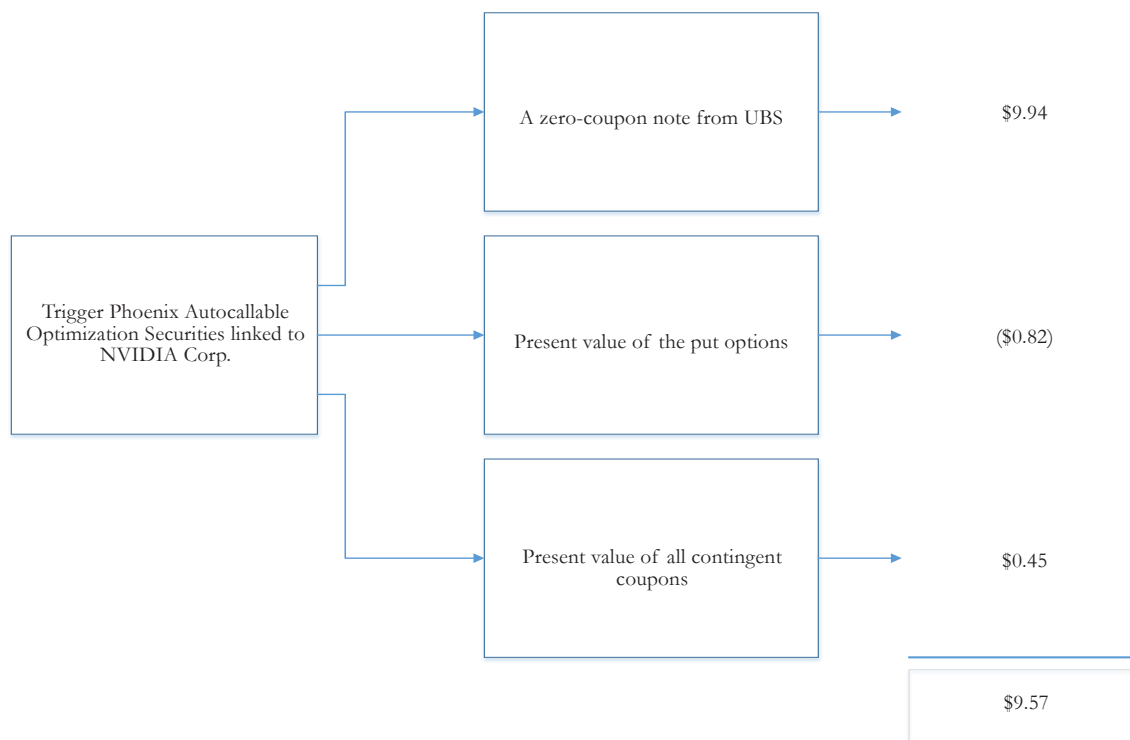 A zero-coupon note from UBS
$9.94
Trigger Phoenix Autocallable
Optimization Securities linked to
NVIDIA Corp.
Present value of the put options
($0.82)
Present value of all contingent
coupons
$0.45
$9.57